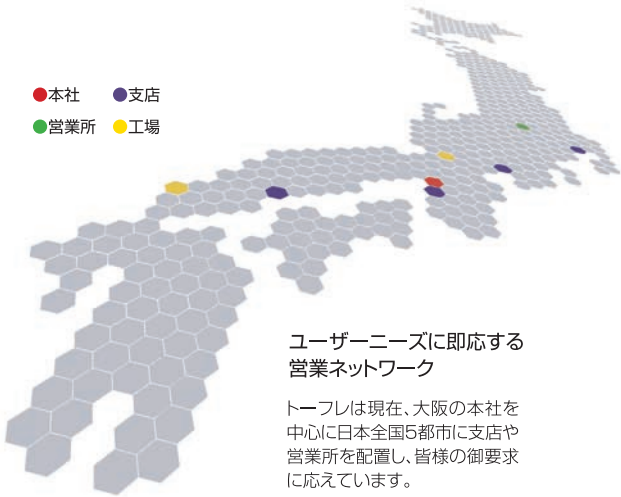 本社
支店
営業所
工場
ユーザーニーズに即応する
営業ネットワーク
トーフレは現在、大阪の本社を
中心に日本全国5都市に支店や
営業所を配置し、皆様の御要求
に応えています。